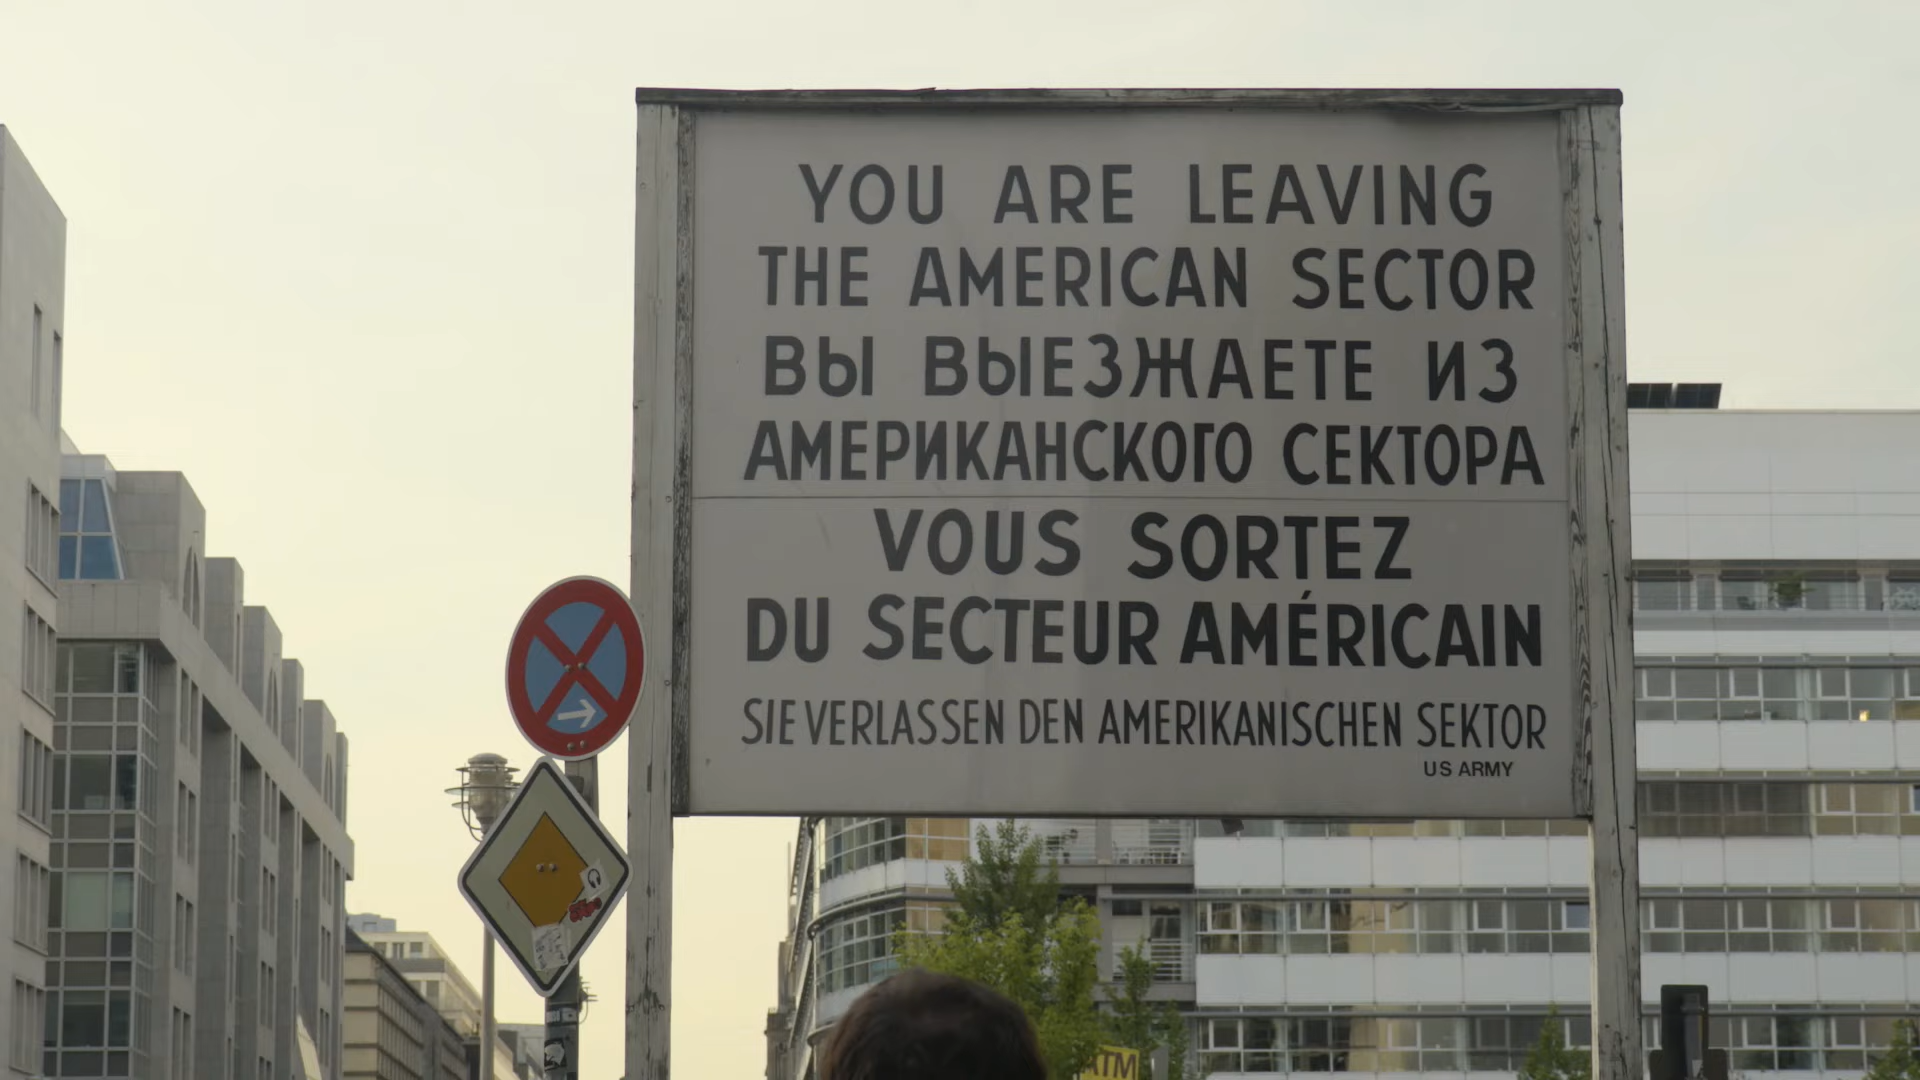 YOU ARE LEAVING
THE AMERICAN SECTOR
ВЫ ВЫЕЗЖАЕТЕ ИЗ
АМЕРИКАНСКОГО СЕКТОРА
VOUS SORTEZ
DU SECTEUR AMÉRICAIN
SIE VERLASSEN DEN AMERIKANISCHEN SEKTOR
US ARMY
ATM